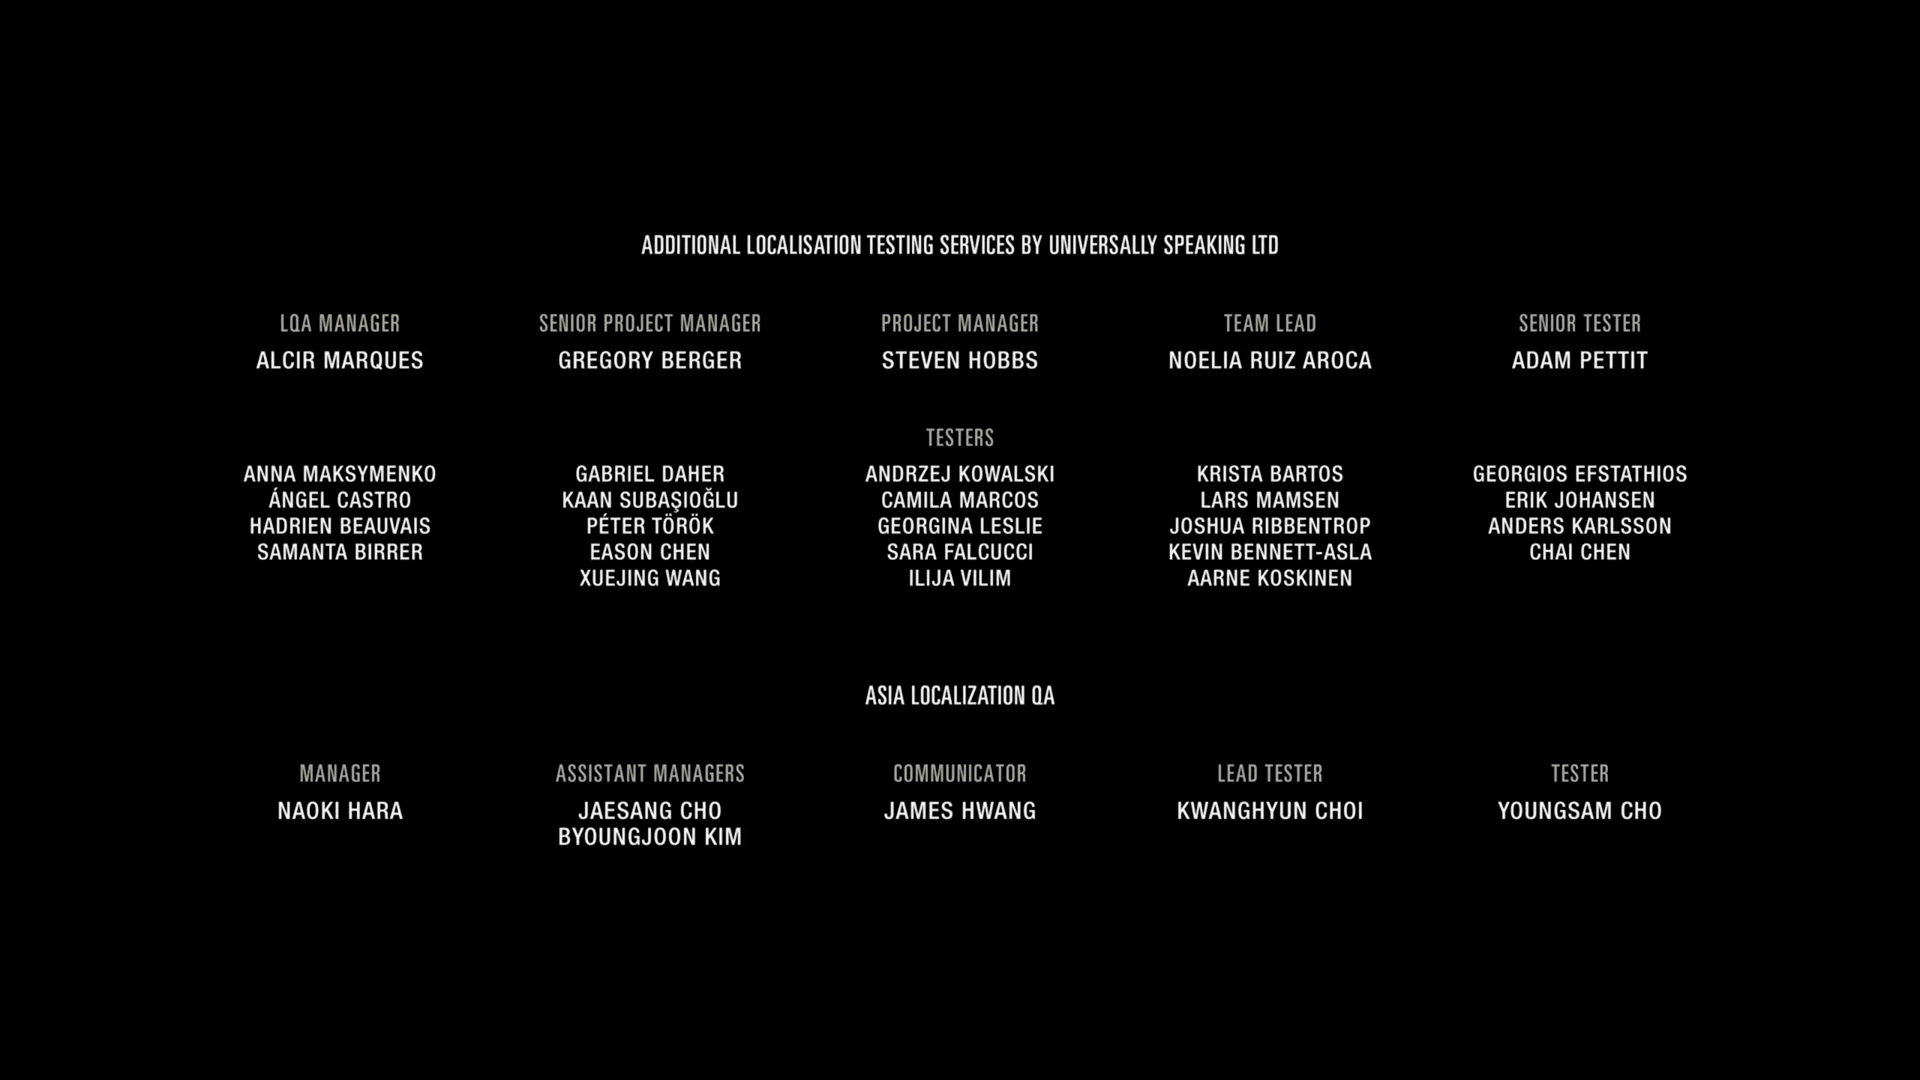 ADDITIONAL LOCALISATION TESTING SERVICES BY UNIVERSALLY SPEAKING LTD
LQA MANAGER
ALCIR MARQUES
SENIOR PROJECT MANAGER
GREGORY BERGER
PROJECT MANAGER
STEVEN HOBBS
TEAM LEAD
NOELIA RUIZ AROCA
SENIOR TESTER
ADAM PETTIT
TESTERS
ANNA MAKSYMENKO
ÁNGEL CASTRO
HADRIEN BEAUVAIS
SAMANTA BIRRER
GABRIEL DAHER
KAAN SUBAŞIOĞLU
PÉTER TÖRÖK
EASON CHEN
XUEJING WANG
ANDRZEJ KOWALSKI
CAMILA MARCOS
GEORGINA LESLIE
SARA FALCUCCI
ILIJA VILIM
KRISTA BARTOS
LARS MAMSEN
JOSHUA RIBBENTROP
KEVIN BENNETT-ASLA
AARNE KOSKINEN
GEORGIOS EFSTATHIOS
ERIK JOHANSEN
ANDERS KARLSSON
CHAI CHEN
ASIA LOCALIZATION QA
MANAGER
NAOKI HARA
ASSISTANT MANAGERS
JAESANG CHO
BYOUNGJOON KIM
COMMUNICATOR
JAMES HWANG
LEAD TESTER
KWANGHYUN CHOI
TESTER
YOUNGSAM CHO